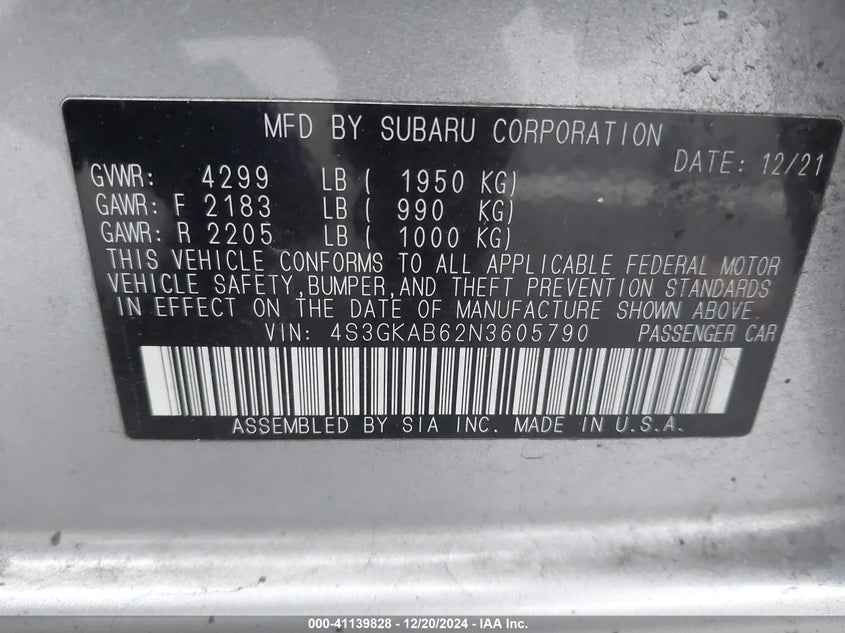 MFD BY SUBARU CORPORATION
DATE: 12/21
GVWR: 4299 LB ( 1950 KG)
GAWR: F 2183 LB ( 990 KG)
GAWR: R 2205 LB ( 1000 KG)
THIS VEHICLE CONFORMS TO ALL APPLICABLE FEDERAL MOTOR
VEHICLE SAFETY,BUMPER,AND THEFT PREVENTION STANDARDS
IN EFFECT ON THE DATE OF MANUFACTURE SHOWN ABOVE.
VIN: 4S3GKAB62N3605790 PASSENGER CAR
ASSEMBLED BY SIA INC. MADE IN U.S.A.
000-41139828 - 12/20/2024 - IAA Inc.